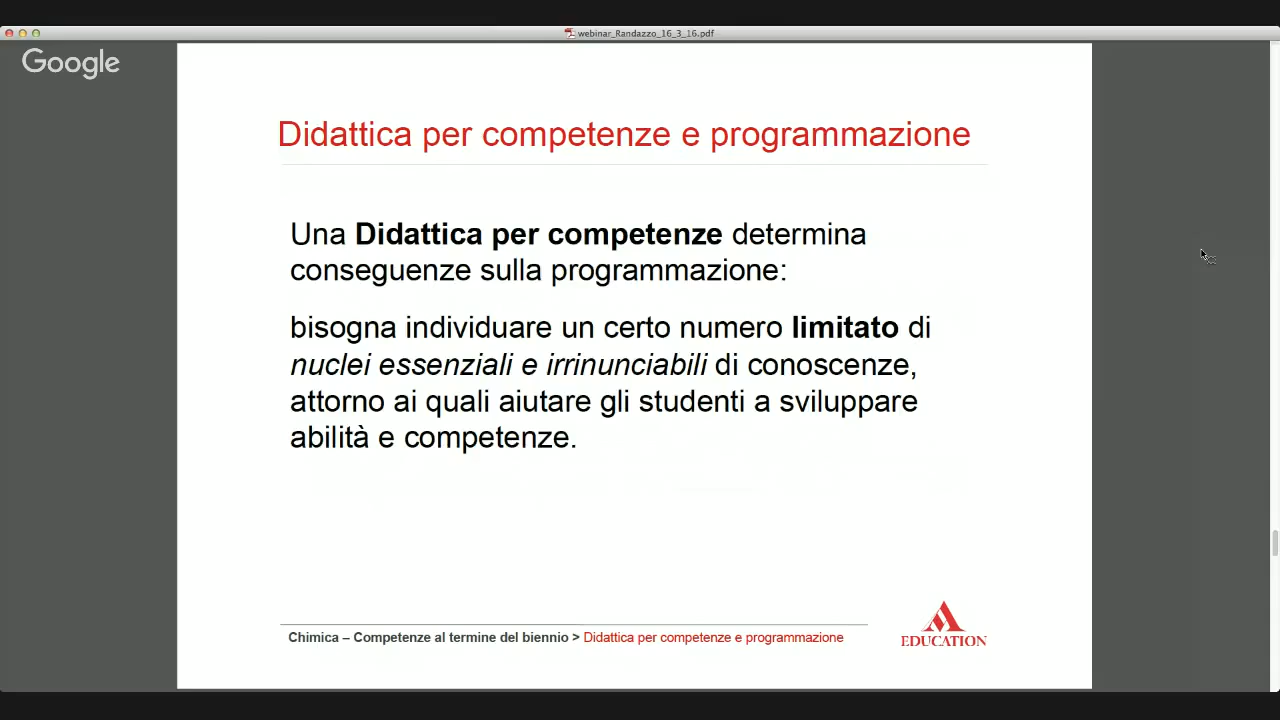 webinar_Randazzo_16_3_16.pdf
Google
Didattica per competenze e programmazione
Una Didattica per competenze determina
conseguenze sulla programmazione:
bisogna individuare un certo numero limitato di
nuclei essenziali e irrinunciabili di conoscenze,
attorno ai quali aiutare gli studenti a sviluppare
abilità e competenze.
Chimica – Competenze al termine del biennio > Didattica per competenze e programmazione
EDUCATION